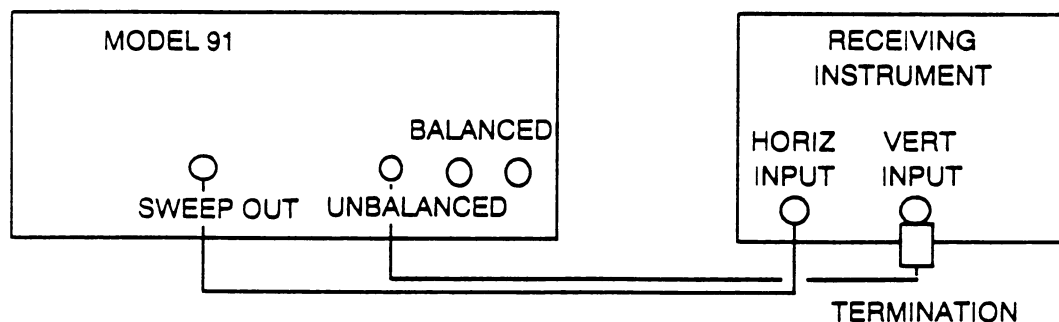 MODEL 91
BALANCED
SWEEP OUT
UNBALANCED
RECEIVING
INSTRUMENT
HORIZ
INPUT
VERT
INPUT
TERMINATION